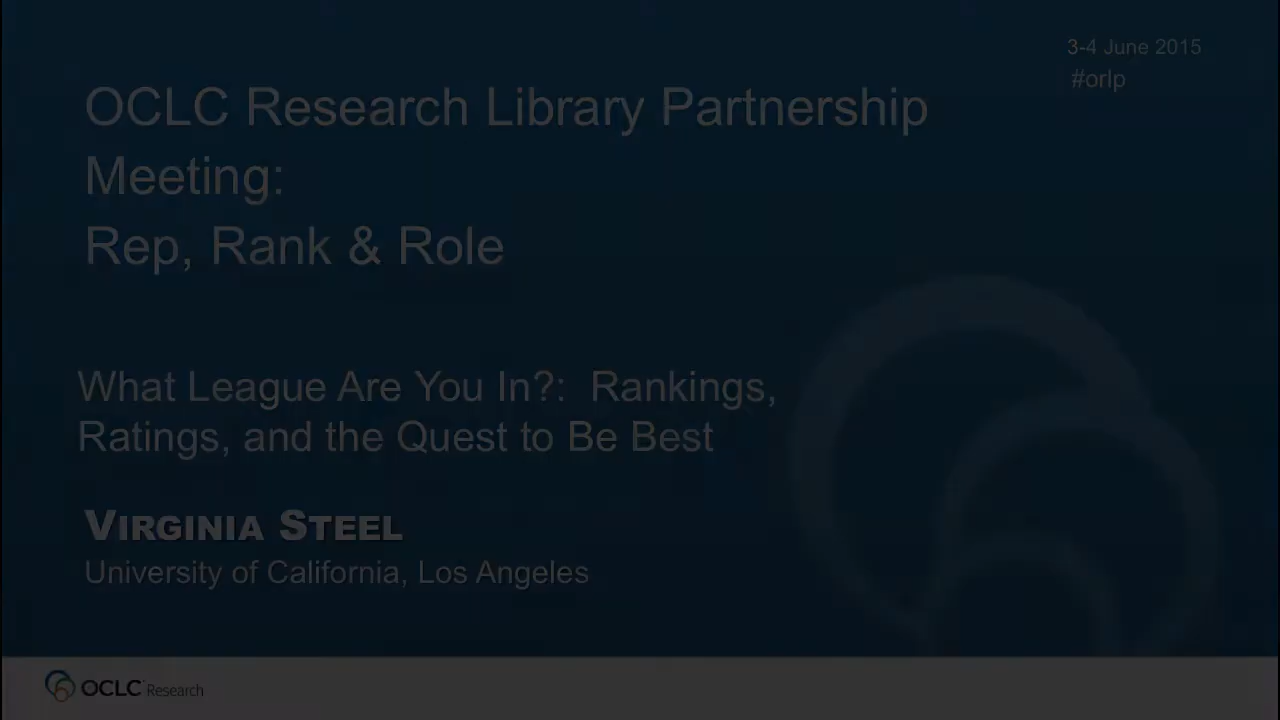 3-4 June 2015
#orlp
OCLC Research Library Partnership
Meeting:
Rep, Rank & Role
What League Are You In?: Rankings,
Ratings, and the Quest to Be Best
VIRGINIA STEEL
University of California, Los Angeles
OCLC Research